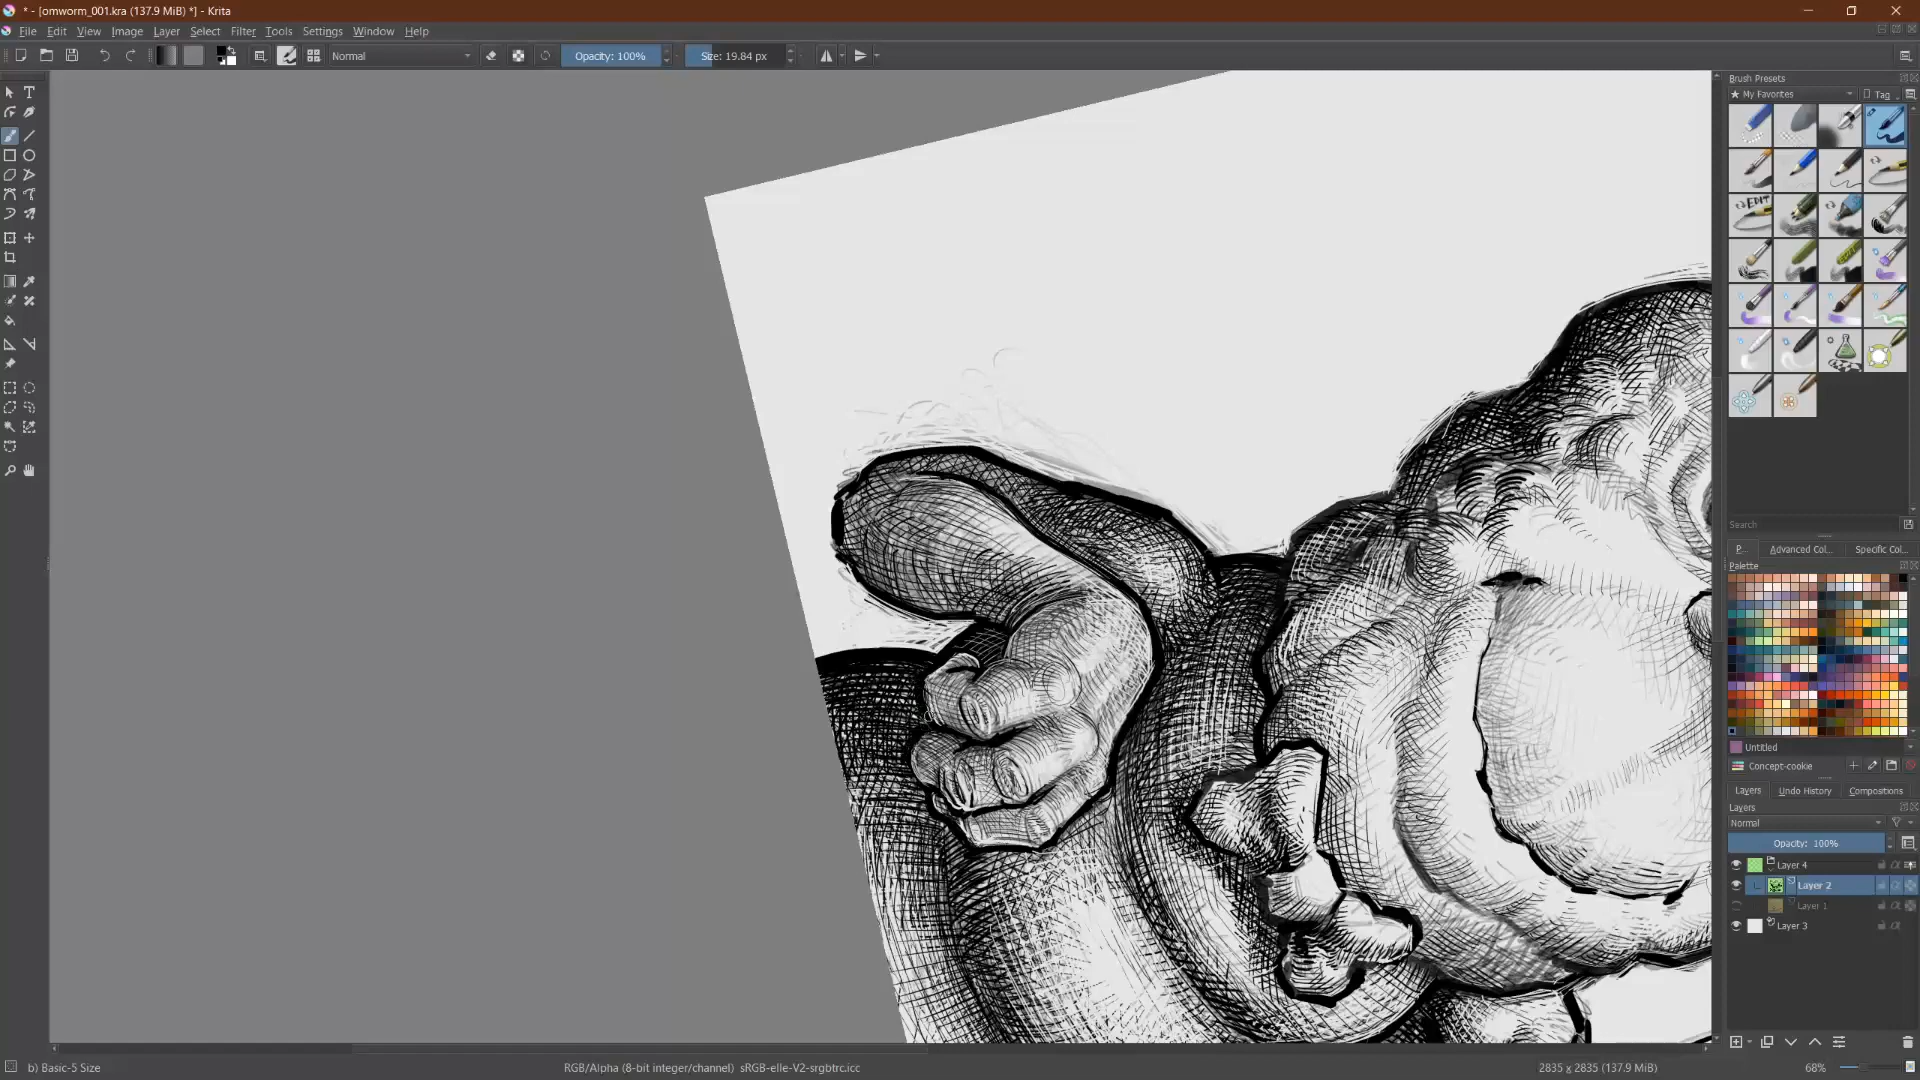 * - [omworm_001.kra (137.9 MiB) *] - Krita
File Edit View Image Layer Select Filter Tools Settings Window Help
Normal Opacity: 100% Size: 19.84 px
Brush Presets
My Favorites Tag
EDIT
Search
P... Advanced Col... Specific Col...
Palette
Untitled
Concept-cookie
Layers Undo History Compositions
Layers
Normal
Opacity: 100%
Layer 4
Layer 2
Layer 1
Layer 3
b) Basic-5 Size RGB/Alpha (8-bit integer/channel) sRGB-elle-V2-srgbtrc.icc 2835 x 2835 (137.9 MiB) 68%